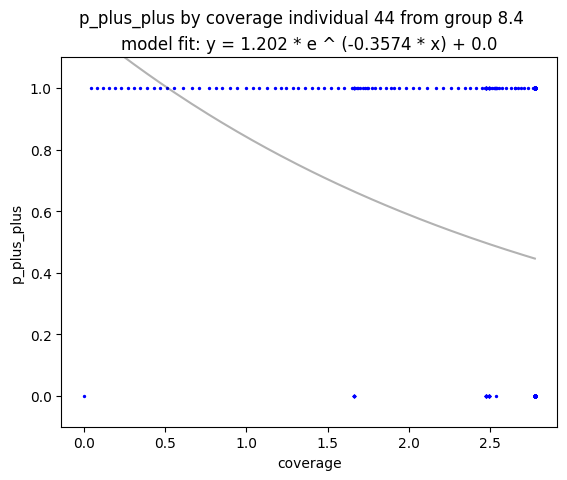 p_plus_plus by coverage individual 44 from group 8.4
model fit: y = 1.202 * e ^ (-0.3574 * x) + 0.0
1.0
0.8
0.6
0.4
0.2
0.0
p_plus_plus
0.0 0.5 1.0 1.5 2.0 2.5
coverage